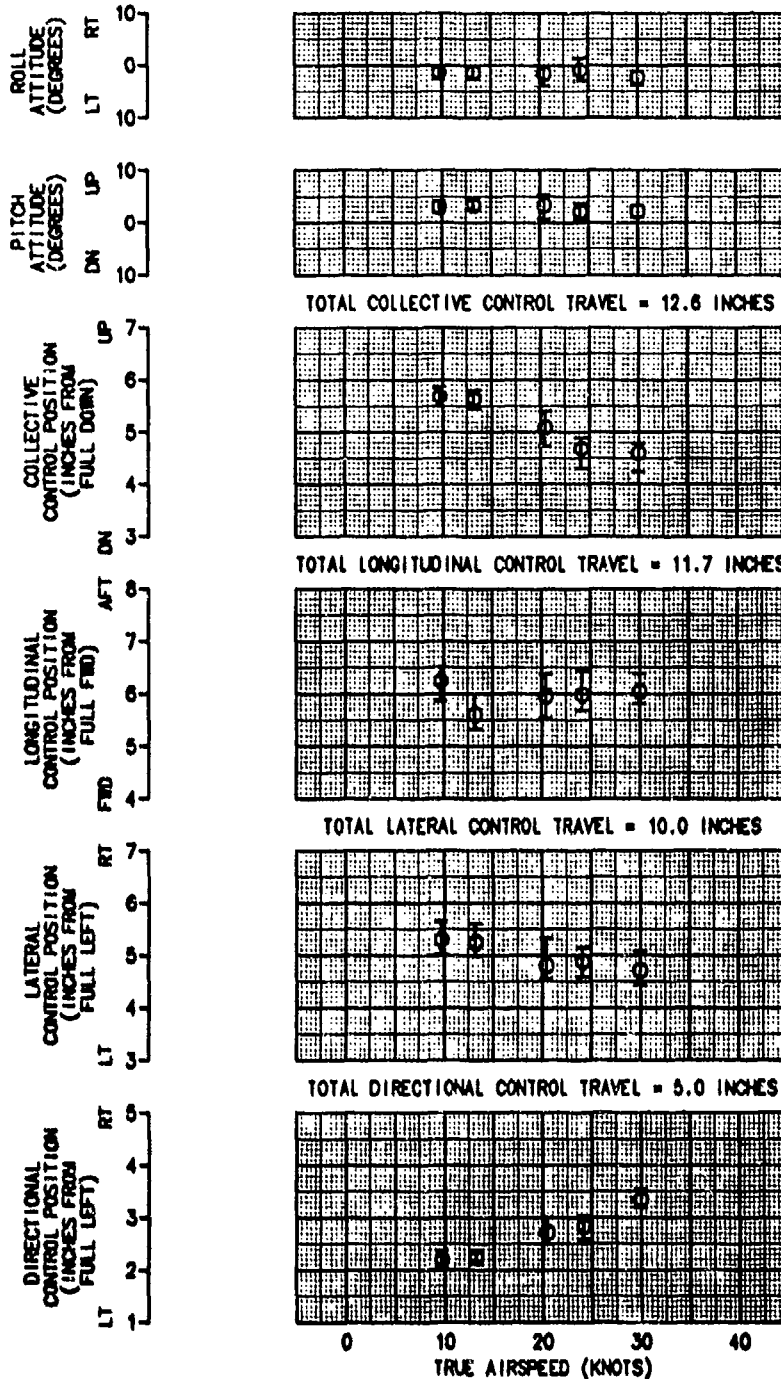 ROLL
ATTITUDE
(DEGREES)
LT RT
10
0
10
PITCH
ATTITUDE
(DEGREES)
DN UP
10
0
10
TOTAL COLLECTIVE CONTROL TRAVEL = 12.6 INCHES
COLLECTIVE
CONTROL POSITION
(INCHES FROM
FULL DOWN)
DN UP
7
6
5
4
3
TOTAL LONGITUDINAL CONTROL TRAVEL = 11.7 INCHES
LONGITUDINAL
CONTROL POSITION
(INCHES FROM
FULL FWD)
FWD AFT
8
7
6
5
4
TOTAL LATERAL CONTROL TRAVEL = 10.0 INCHES
LATERAL
CONTROL POSITION
(INCHES FROM
FULL LEFT)
LT RT
7
6
5
4
3
TOTAL DIRECTIONAL CONTROL TRAVEL = 5.0 INCHES
DIRECTIONAL
CONTROL POSITION
(INCHES FROM
FULL LEFT)
LT RT
5
4
3
2
1
0 10 20 30 40
TRUE AIRSPEED (KNOTS)